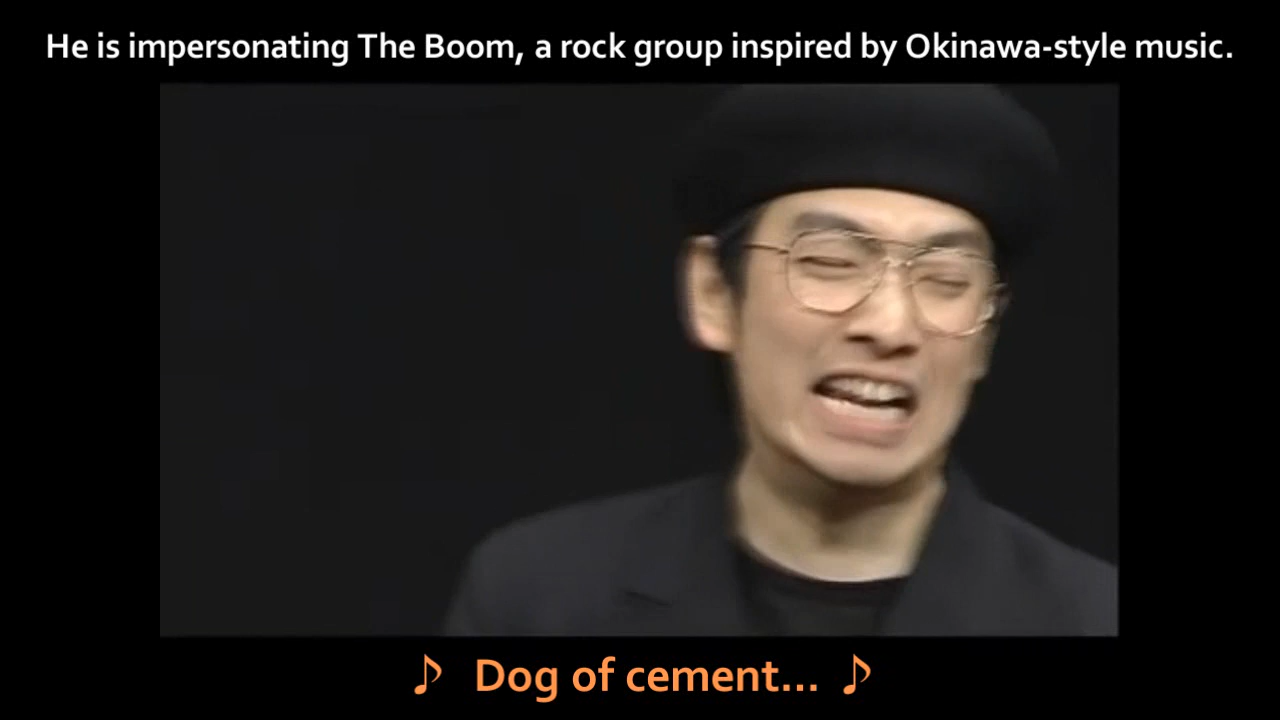 He is impersonating The Boom, a rock group inspired by Okinawa-style music.
♪ Dog of cement... ♪